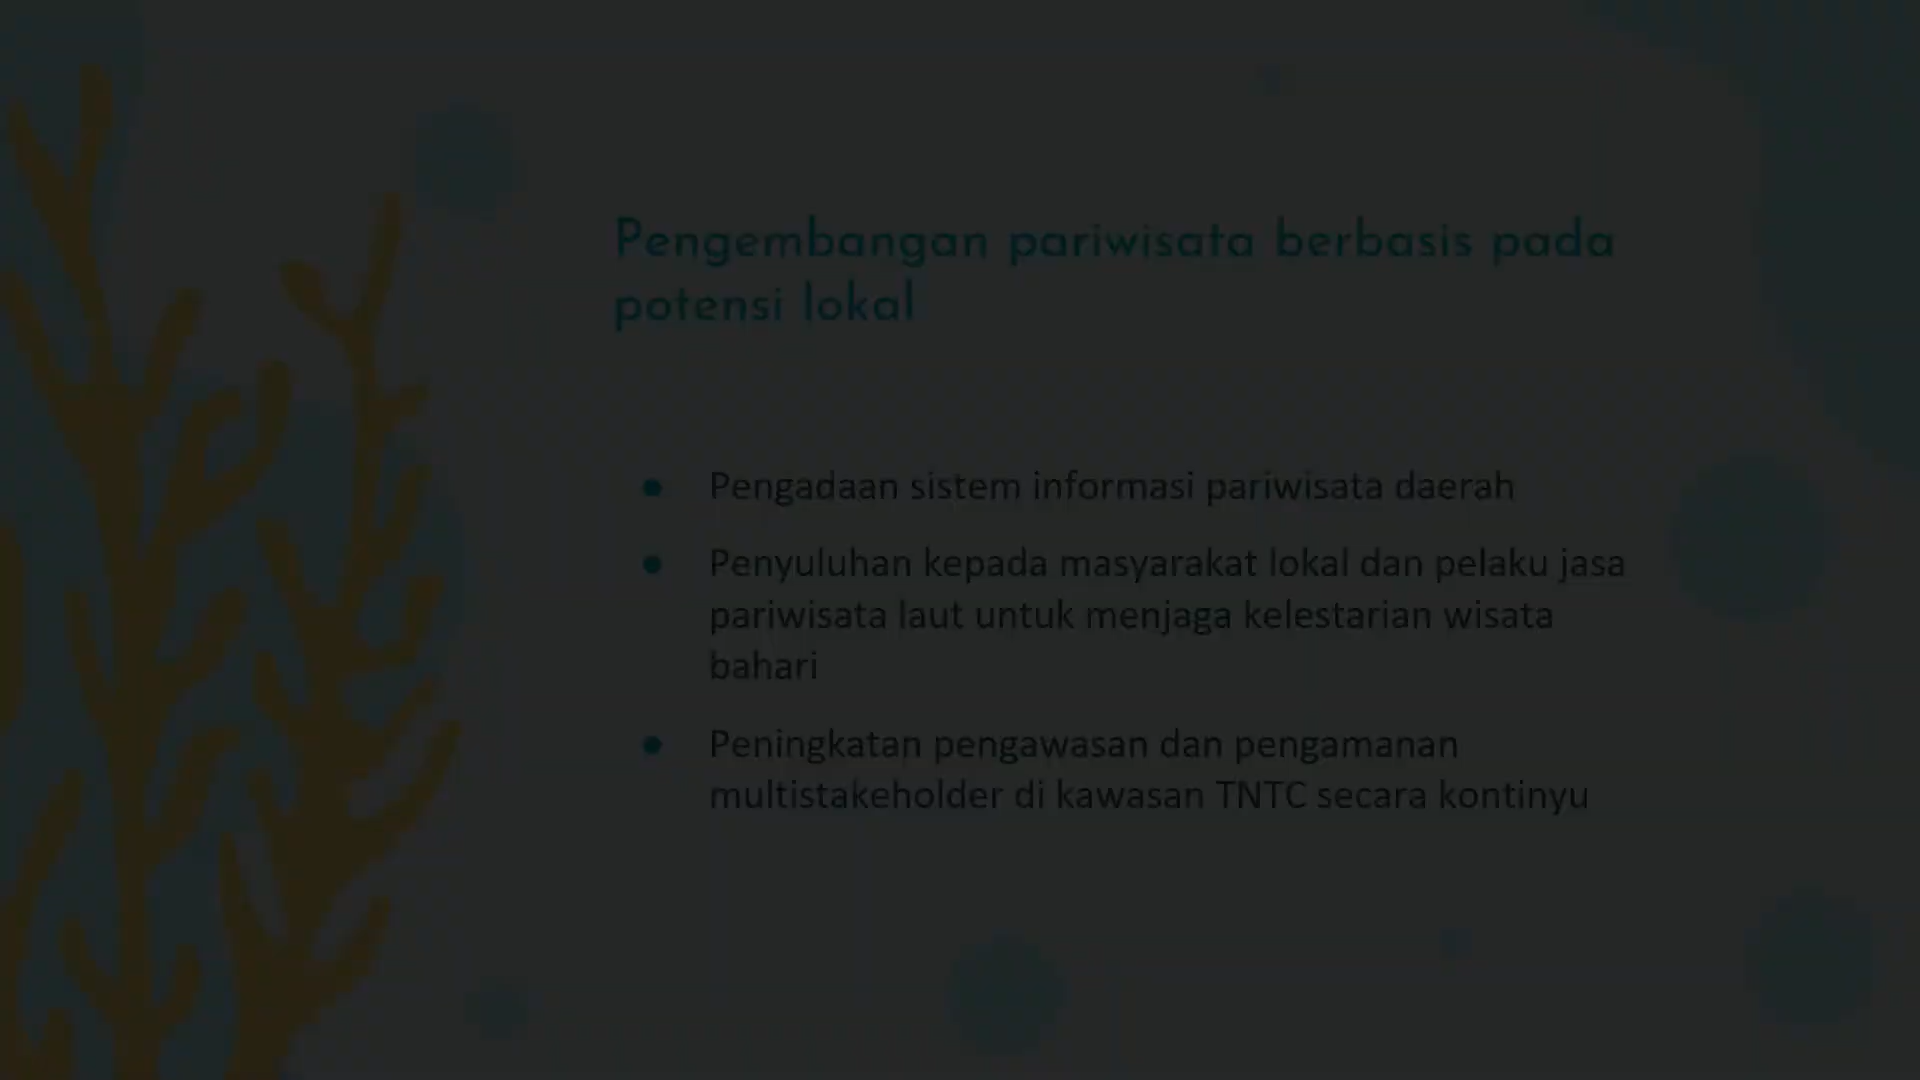 Pengembangan pariwisata berbasis pada
potensi lokal
● Pengadaan sistem informasi pariwisata daerah
● Penyuluhan kepada masyarakat lokal dan pelaku jasa
pariwisata laut untuk menjaga kelestarian wisata
bahari
● Peningkatan pengawasan dan pengamanan
multistakeholder di kawasan TNTC secara kontinyu